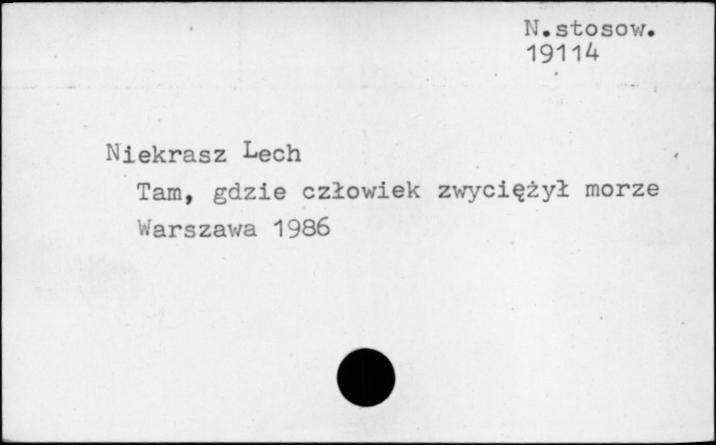 N.stosow.
19114
Niekrasz Lech
Tam, gdzie człowiek zwyciężył morze
Warszawa 1986